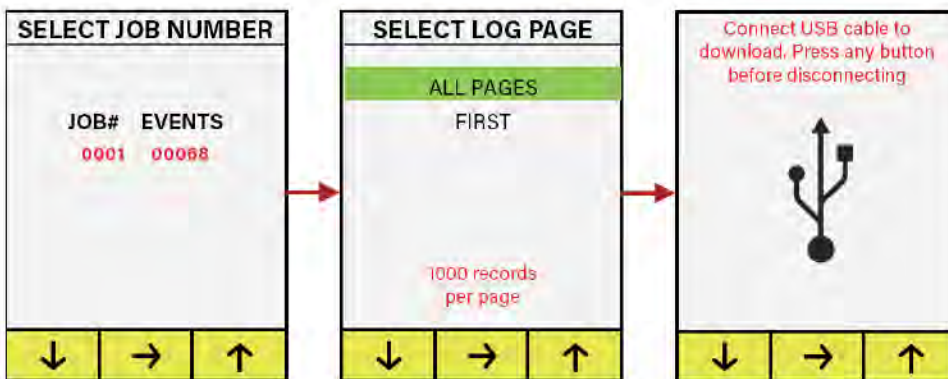 SELECT JOB NUMBER
JOB# EVENTS
0001 00068
↓ → ↑
SELECT LOG PAGE
ALL PAGES
FIRST
1000 records
per page
↓ → ↑
Connect USB cable to
download. Press any button
before disconnecting
↓ → ↑